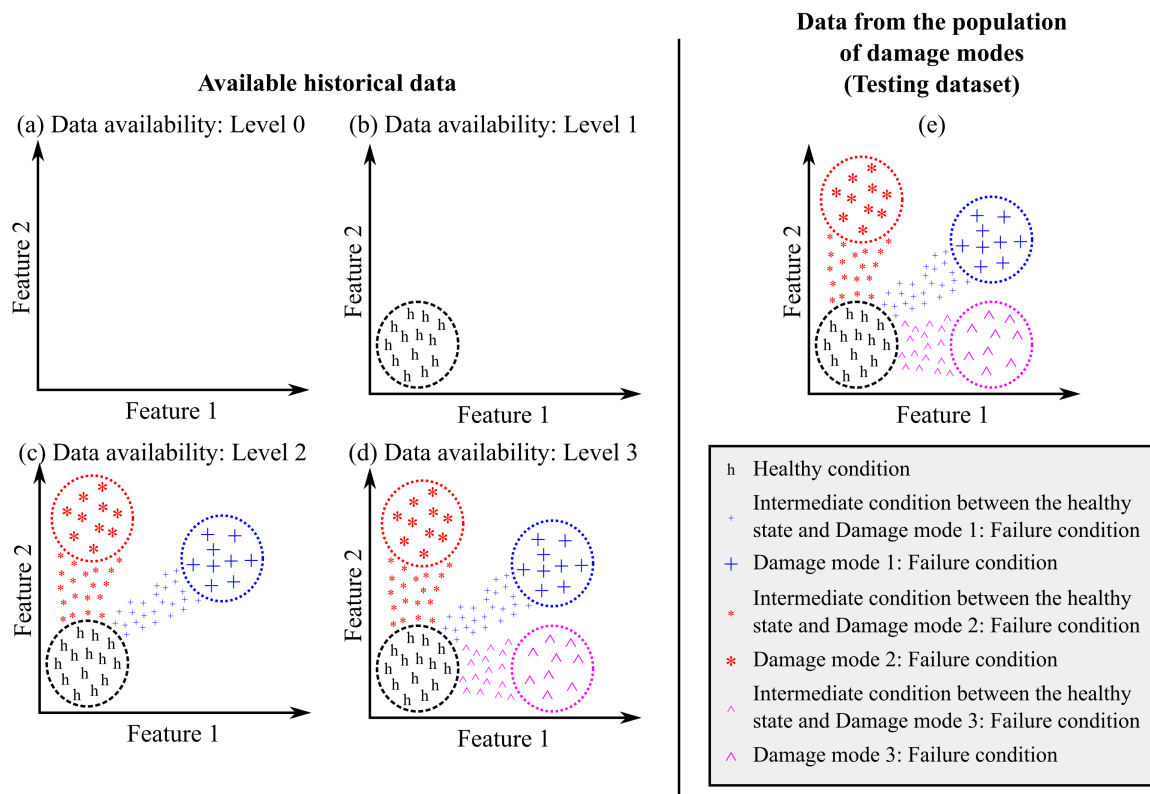 Available historical data
(a) Data availability: Level 0
Feature 2
Feature 1
(b) Data availability: Level 1
Feature 2
h h h h h h h h h h h h
Feature 1
(c) Data availability: Level 2
Feature 2
h h h h h h h h h h h h
Feature 1
(d) Data availability: Level 3
Feature 2
h h h h h h h h h h h h
Feature 1
Data from the population
of damage modes
(Testing dataset)
(e)
Feature 2
h h h h h h h h h h h h
Feature 1
h Healthy condition
Intermediate condition between the healthy
state and Damage mode 1: Failure condition
Damage mode 1: Failure condition
Intermediate condition between the healthy
state and Damage mode 2: Failure condition
Damage mode 2: Failure condition
Intermediate condition between the healthy
state and Damage mode 3: Failure condition
Damage mode 3: Failure condition